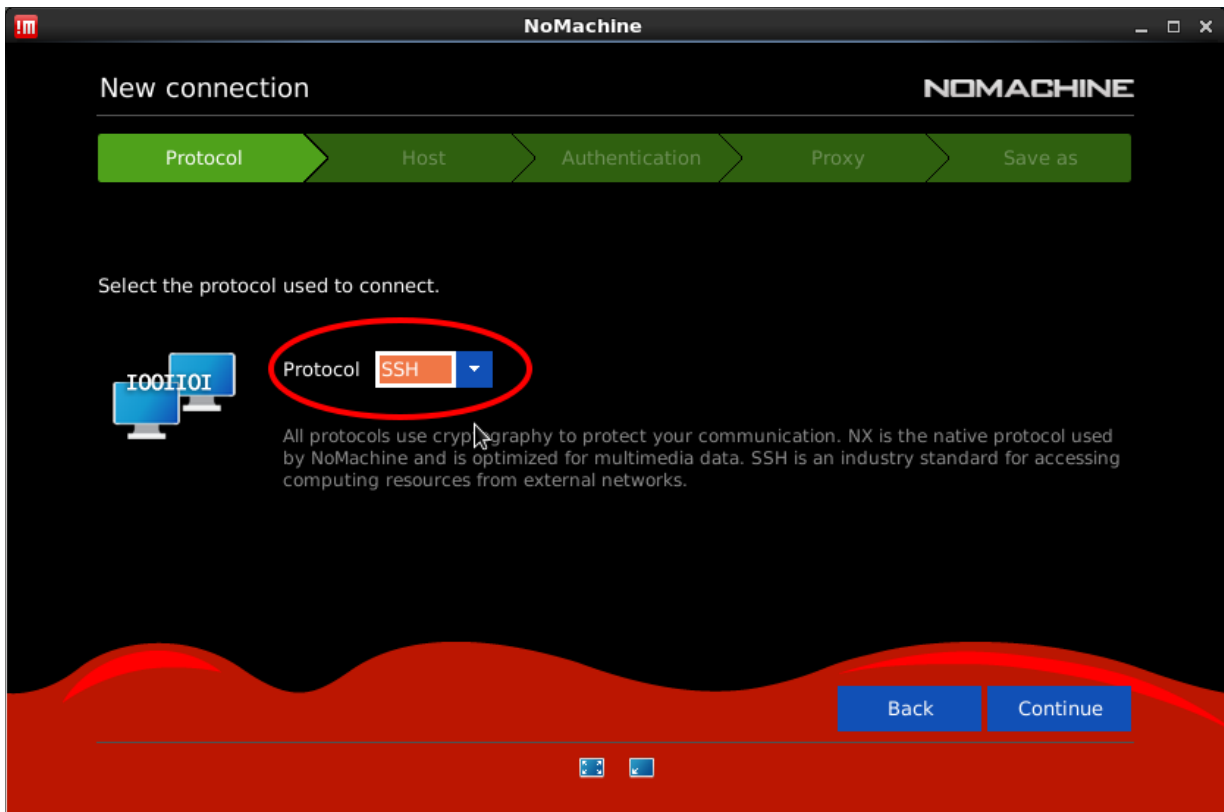 !m
NoMachine
New connection
NOMACHINE
Protocol
Host
Authentication
Proxy
Save as
Select the protocol used to connect.
IOOIIOI
Protocol
SSH
All protocols use cryptography to protect your communication. NX is the native protocol used
by NoMachine and is optimized for multimedia data. SSH is an industry standard for accessing
computing resources from external networks.
Back
Continue